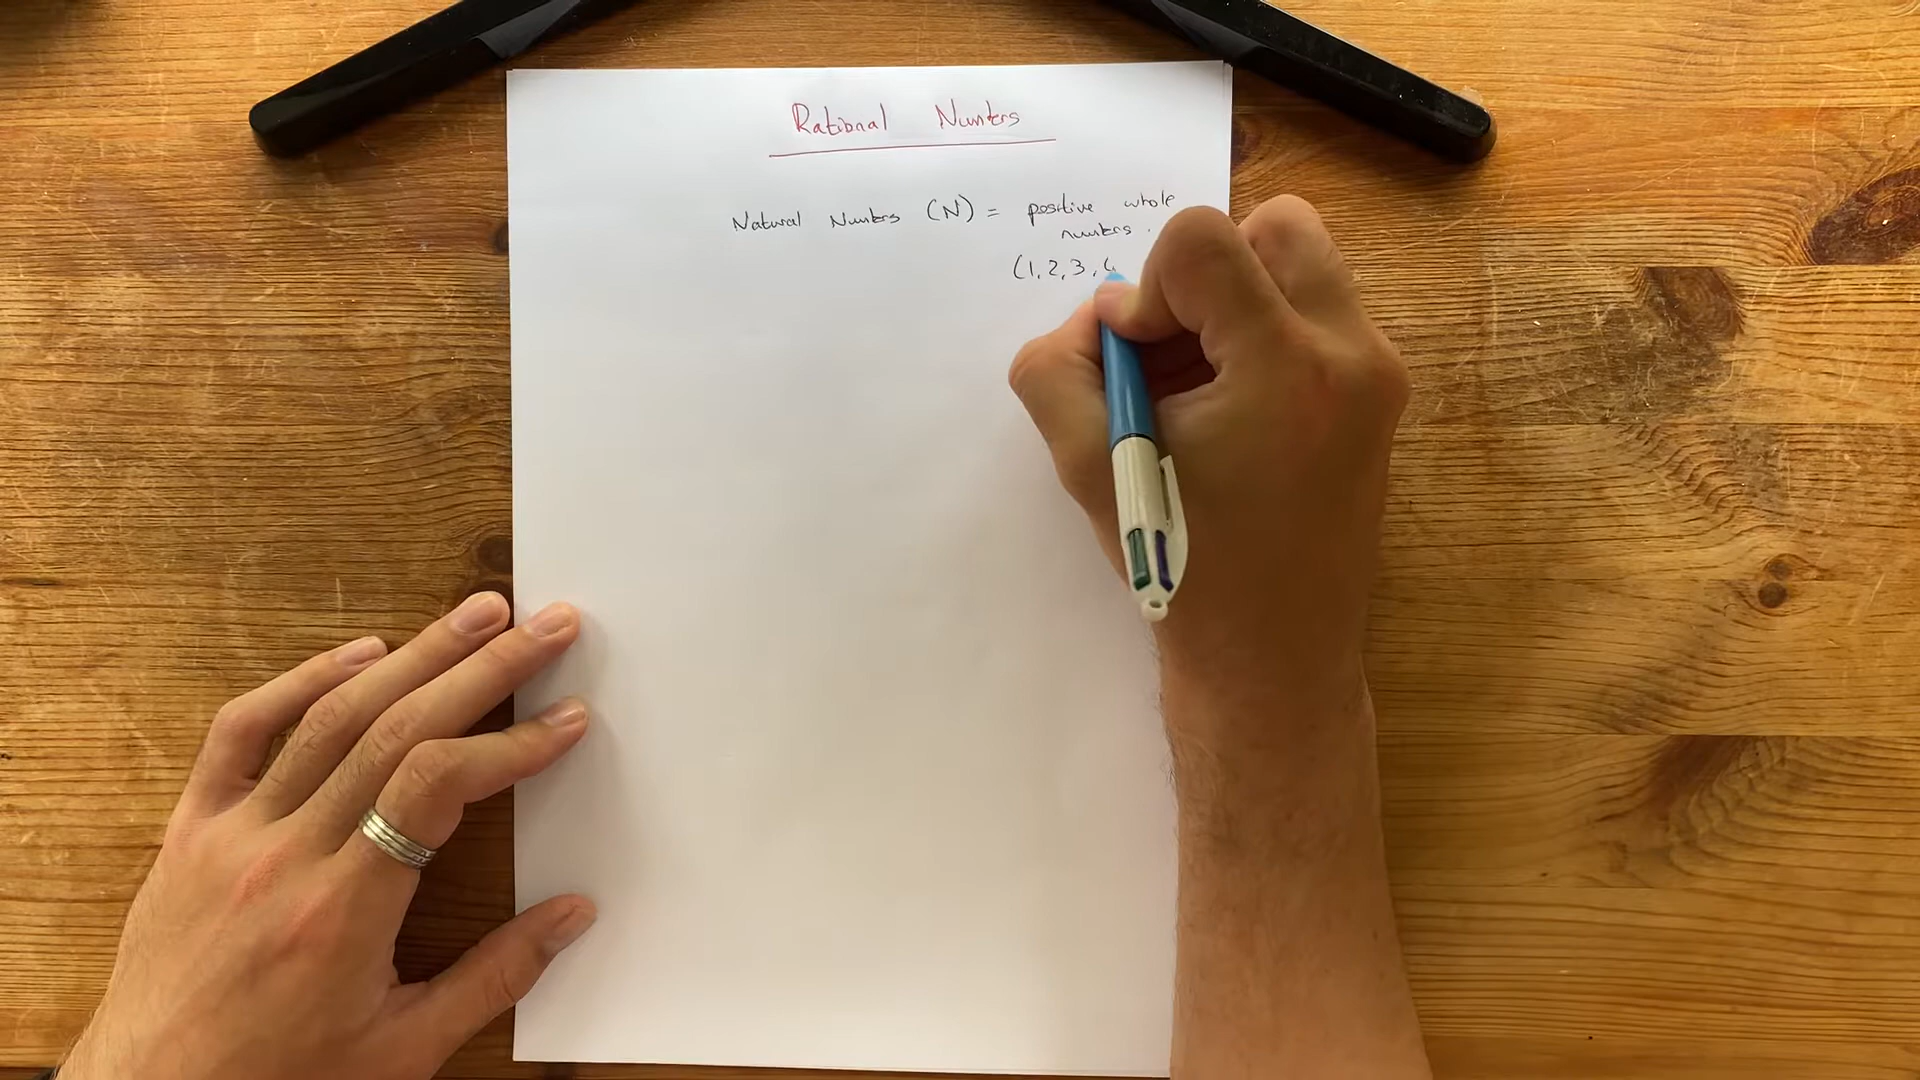 Rational Numbers
Natural Numbers (N) = positive whole
numbers.
(1, 2, 3, 4